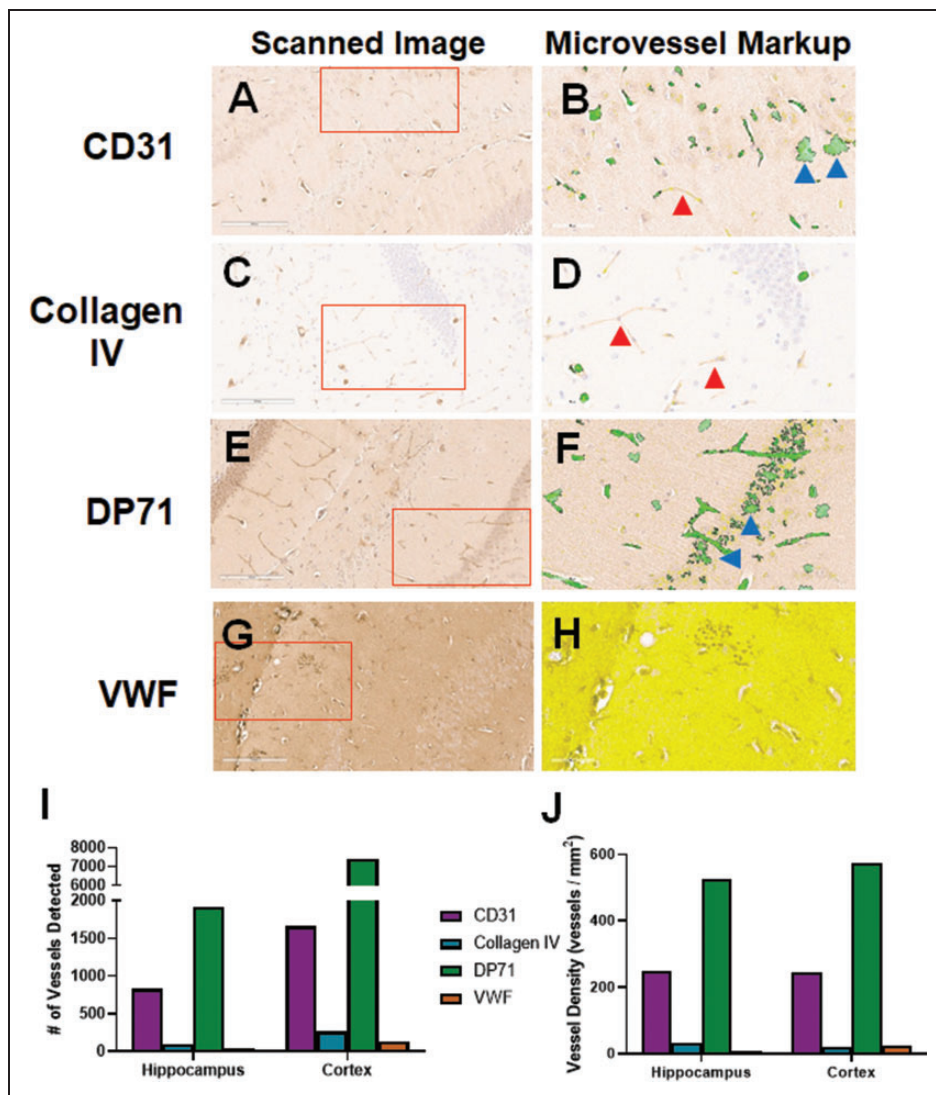 Scanned Image Microvessel Markup
A B
CD31
C D
Collagen
IV
E F
DP71
G H
VWF
I
# of Vessels Detected
8000
7000
6000
2000
1500
1000
500
0
Hippocampus Cortex
CD31
Collagen IV
DP71
VWF
J
Vessel Density (vessels / mm²)
600
400
200
0
Hippocampus Cortex